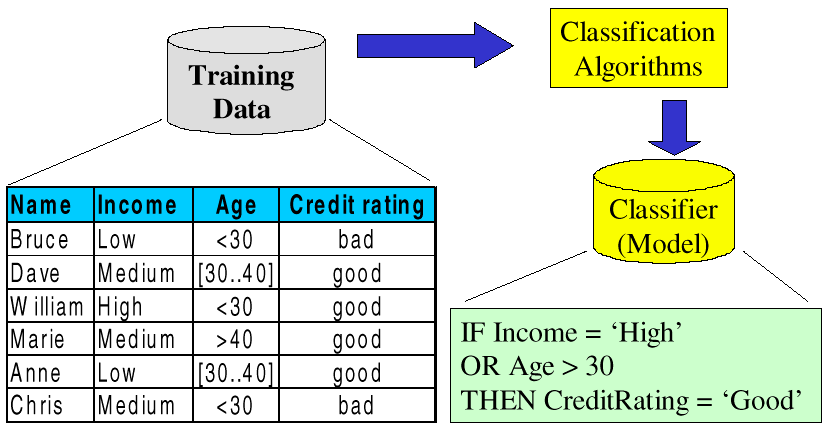 Training
Data
Classification
Algorithms
Classifier
(Model)
Name Income Age Credit rating
Bruce Low <30 bad
Dave Medium [30..40] good
William High <30 good
Marie Medium >40 good
Anne Low [30..40] good
Chris Medium <30 bad
IF Income = ‘High’
OR Age > 30
THEN CreditRating = ‘Good’